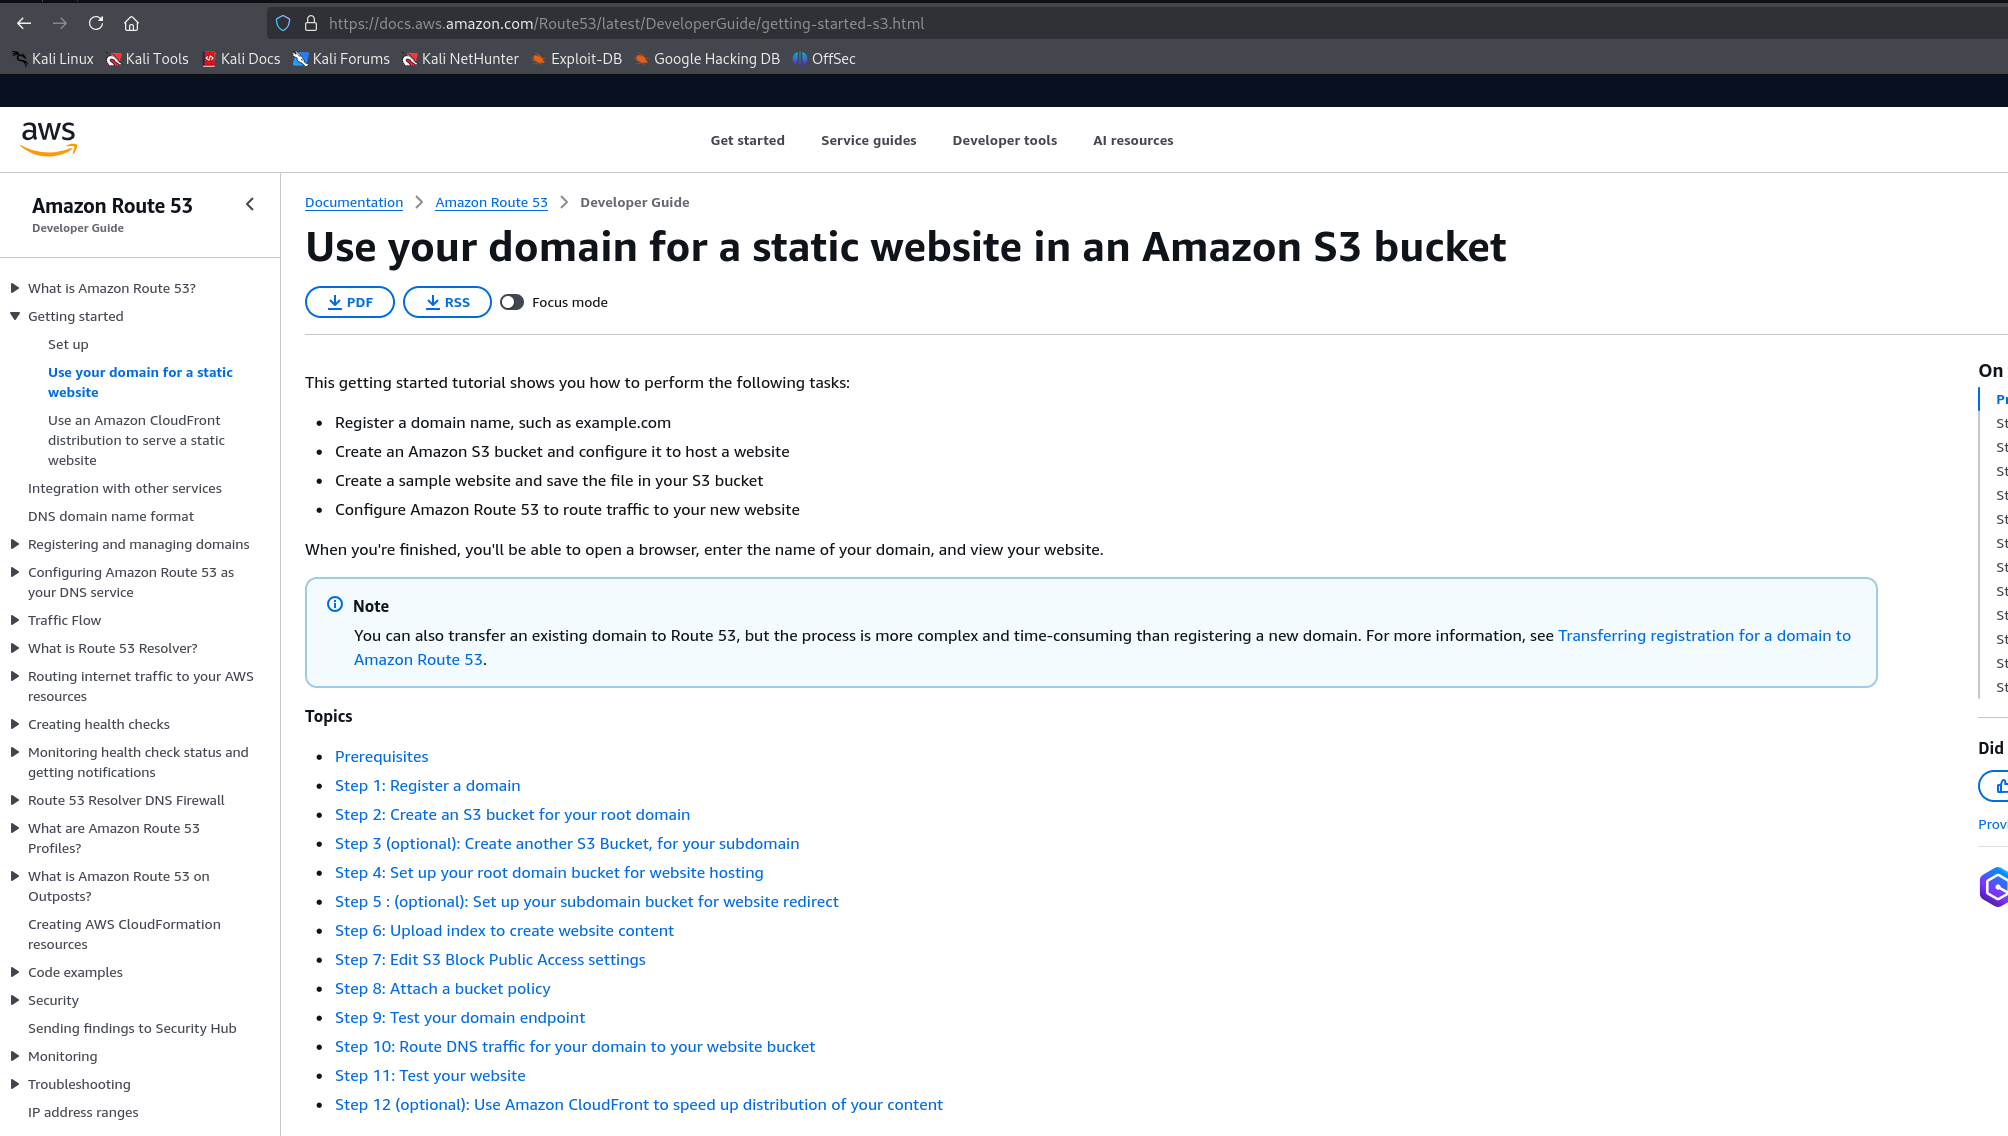 https://docs.aws.amazon.com/Route53/latest/DeveloperGuide/getting-started-s3.html
Kali Linux Kali Tools Kali Docs Kali Forums Kali NetHunter Exploit-DB Google Hacking DB OffSec
aws
Get started Service guides Developer tools AI resources
Amazon Route 53
Developer Guide
What is Amazon Route 53?
Getting started
Set up
Use your domain for a static
website
Use an Amazon CloudFront
distribution to serve a static
website
Integration with other services
DNS domain name format
Registering and managing domains
Configuring Amazon Route 53 as
your DNS service
Traffic Flow
What is Route 53 Resolver?
Routing internet traffic to your AWS
resources
Creating health checks
Monitoring health check status and
getting notifications
Route 53 Resolver DNS Firewall
What are Amazon Route 53
Profiles?
What is Amazon Route 53 on
Outposts?
Creating AWS CloudFormation
resources
Code examples
Security
Sending findings to Security Hub
Monitoring
Troubleshooting
IP address ranges
Documentation Amazon Route 53 Developer Guide
Use your domain for a static website in an Amazon S3 bucket
PDF RSS Focus mode
This getting started tutorial shows you how to perform the following tasks:
• Register a domain name, such as example.com
• Create an Amazon S3 bucket and configure it to host a website
• Create a sample website and save the file in your S3 bucket
• Configure Amazon Route 53 to route traffic to your new website
When you're finished, you'll be able to open a browser, enter the name of your domain, and view your website.
Note
You can also transfer an existing domain to Route 53, but the process is more complex and time-consuming than registering a new domain. For more information, see Transferring registration for a domain to
Amazon Route 53.
Topics
• Prerequisites
• Step 1: Register a domain
• Step 2: Create an S3 bucket for your root domain
• Step 3 (optional): Create another S3 Bucket, for your subdomain
• Step 4: Set up your root domain bucket for website hosting
• Step 5 : (optional): Set up your subdomain bucket for website redirect
• Step 6: Upload index to create website content
• Step 7: Edit S3 Block Public Access settings
• Step 8: Attach a bucket policy
• Step 9: Test your domain endpoint
• Step 10: Route DNS traffic for your domain to your website bucket
• Step 11: Test your website
• Step 12 (optional): Use Amazon CloudFront to speed up distribution of your content
On
Did